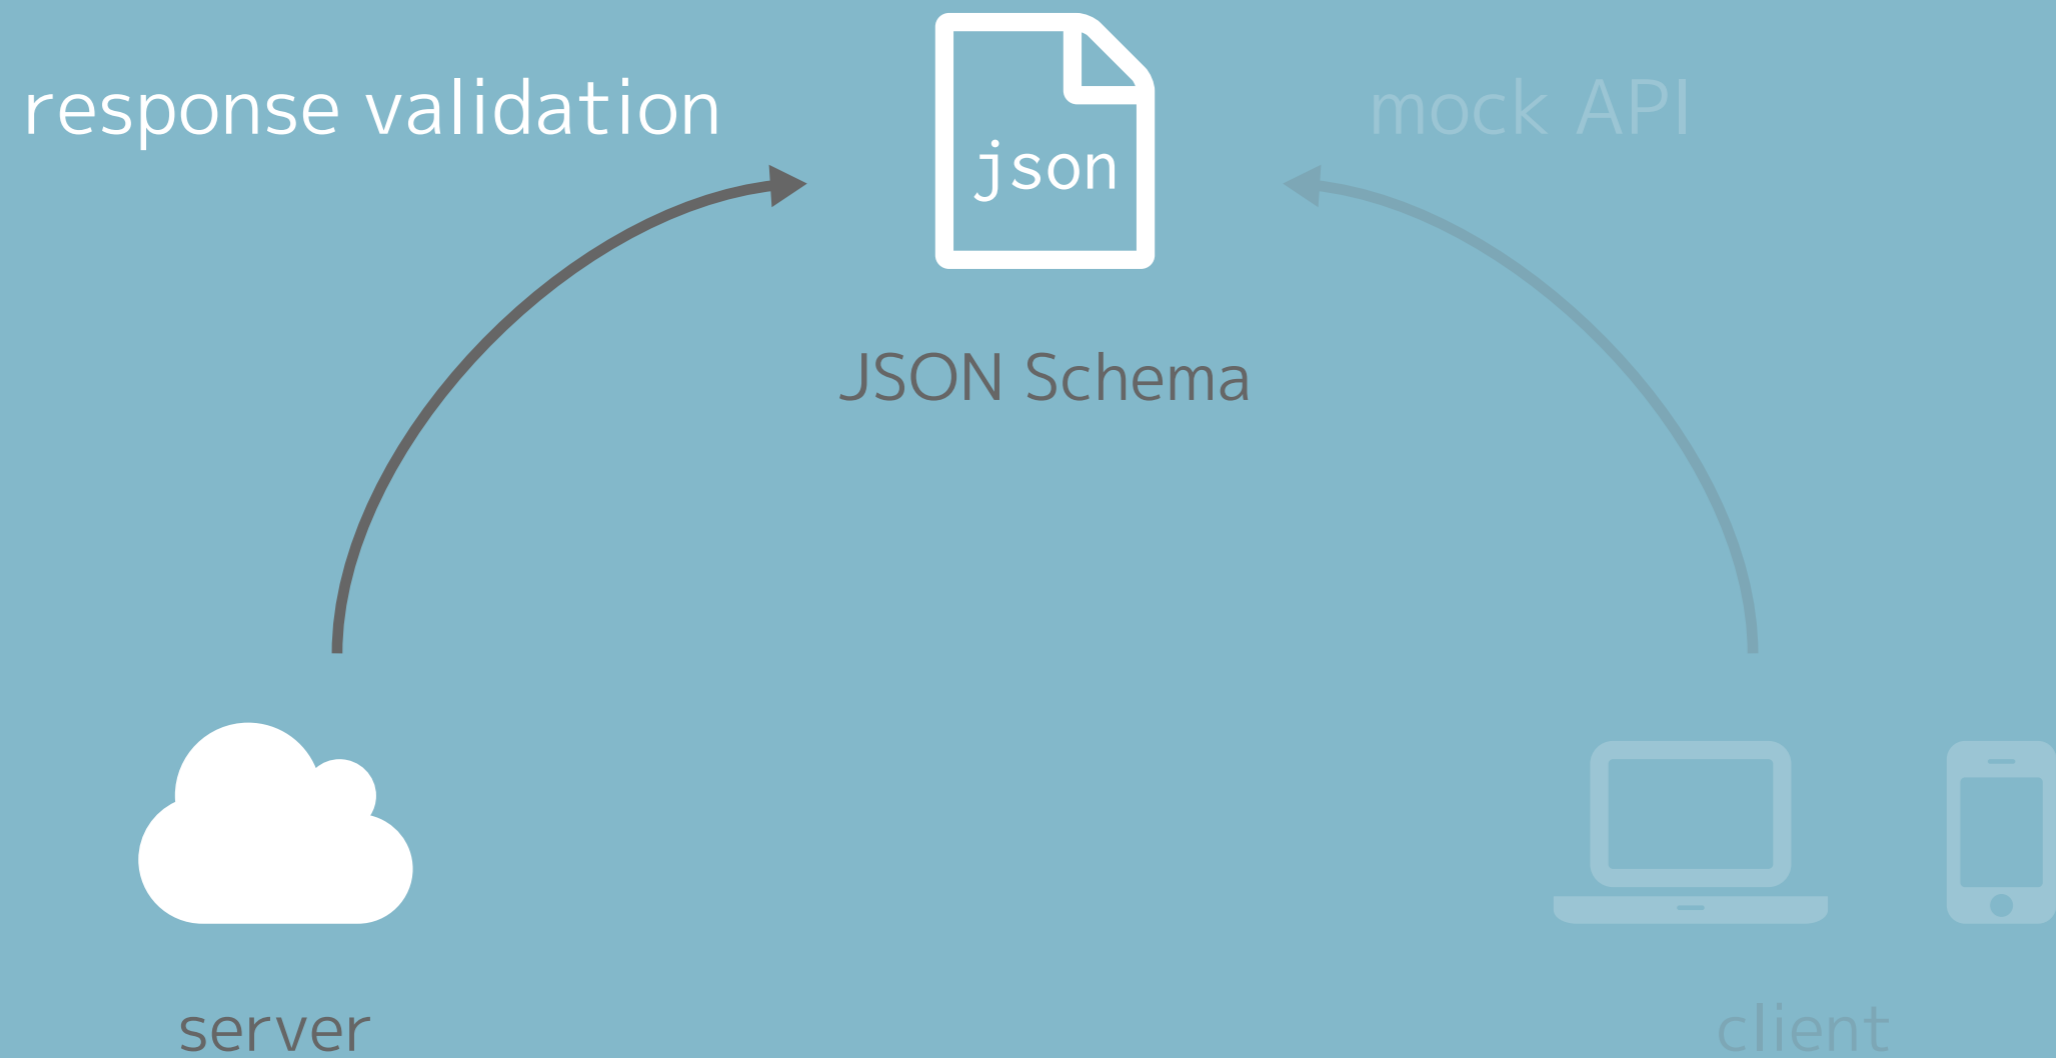 response validation
mock API
json
JSON Schema
server
client